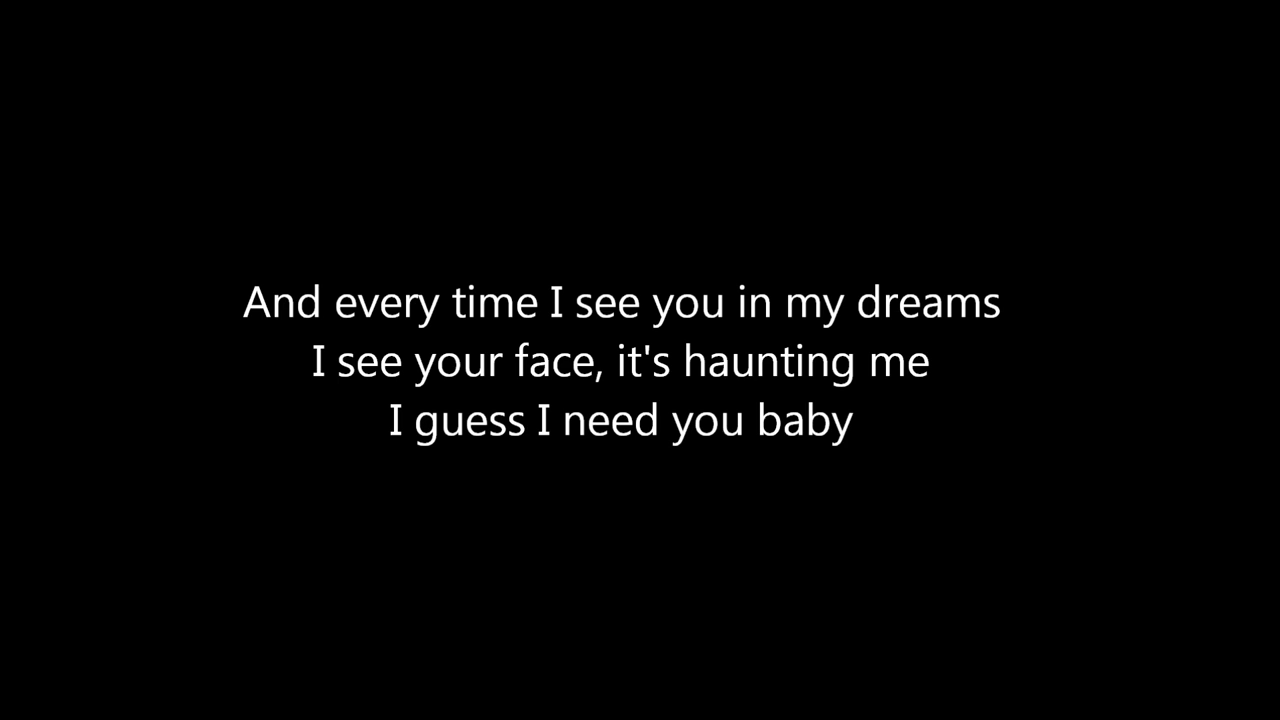 And every time I see you in my dreams
I see your face, it's haunting me
I guess I need you baby